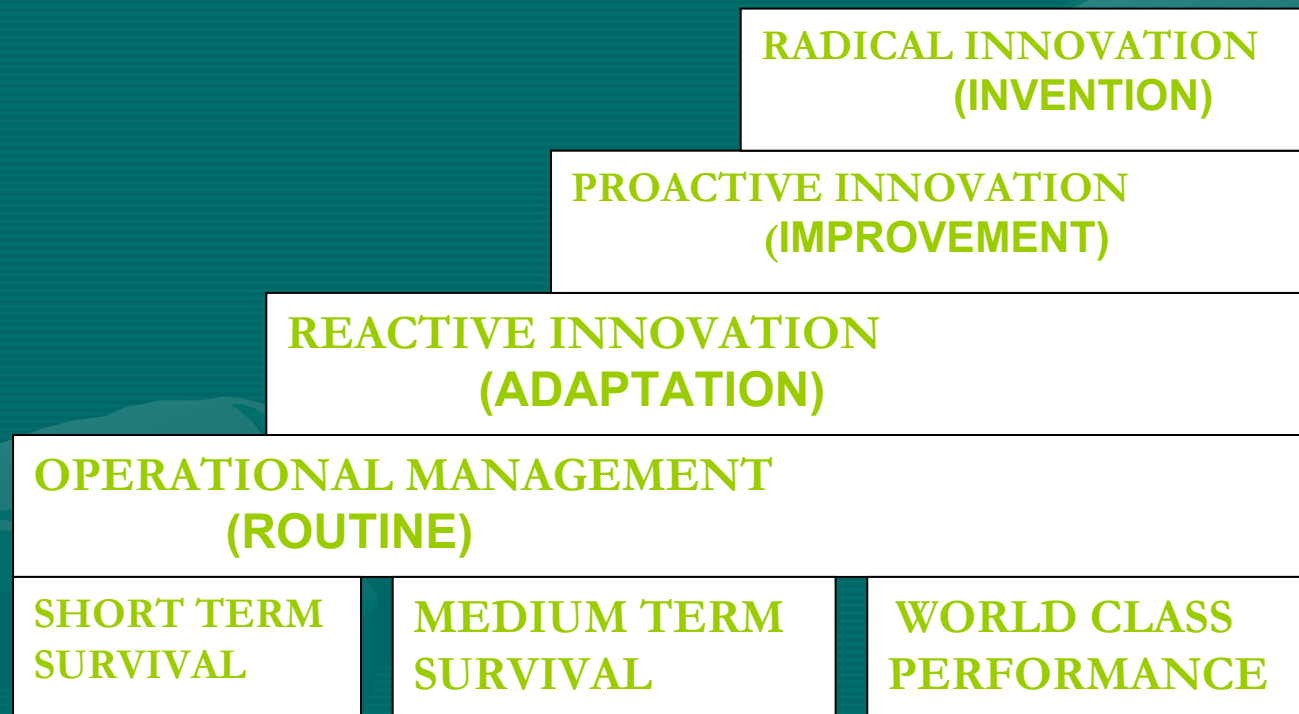 RADICAL INNOVATION
(INVENTION)
PROACTIVE INNOVATION
(IMPROVEMENT)
REACTIVE INNOVATION
(ADAPTATION)
OPERATIONAL MANAGEMENT
(ROUTINE)
SHORT TERM
SURVIVAL
MEDIUM TERM
SURVIVAL
WORLD CLASS
PERFORMANCE